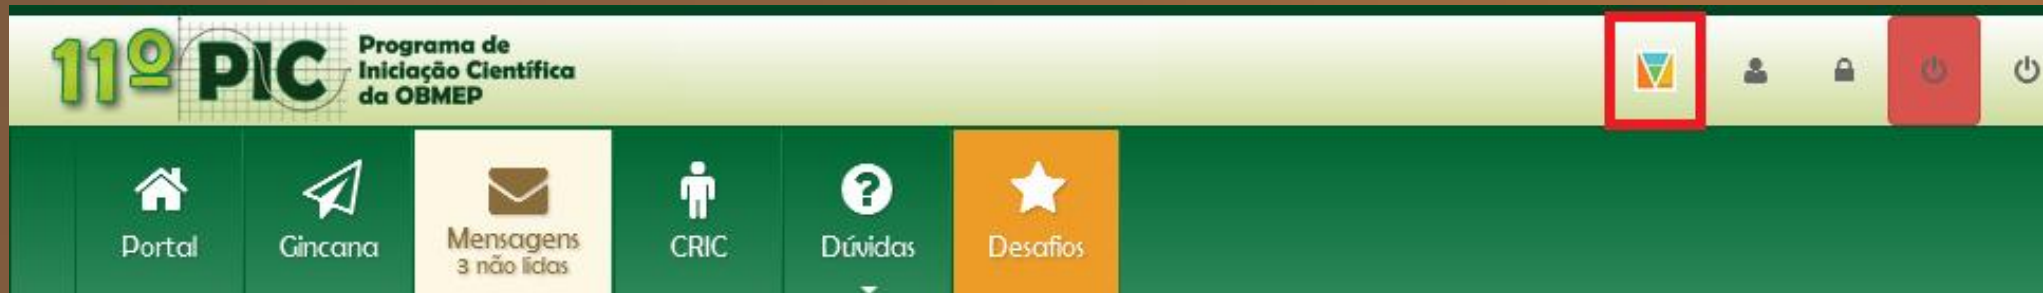 11º PIC
Programa de
Iniciação Científica
da OBMEP
Portal
Gincana
Mensagens
3 não lidas
CRIC
Dúvidas
Desafios